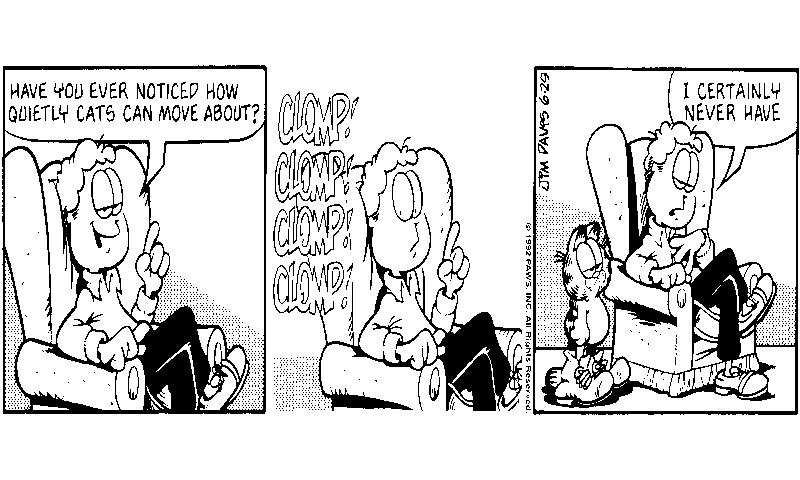 HAVE YOU EVER NOTICED HOW
QUIETLY CATS CAN MOVE ABOUT?
CLOMP!
CLOMP!
CLOMP!
CLOMP!
© 1992 PAWS, INC. All Rights Reserved.
JIM DAVIS 6-29
I CERTAINLY
NEVER HAVE